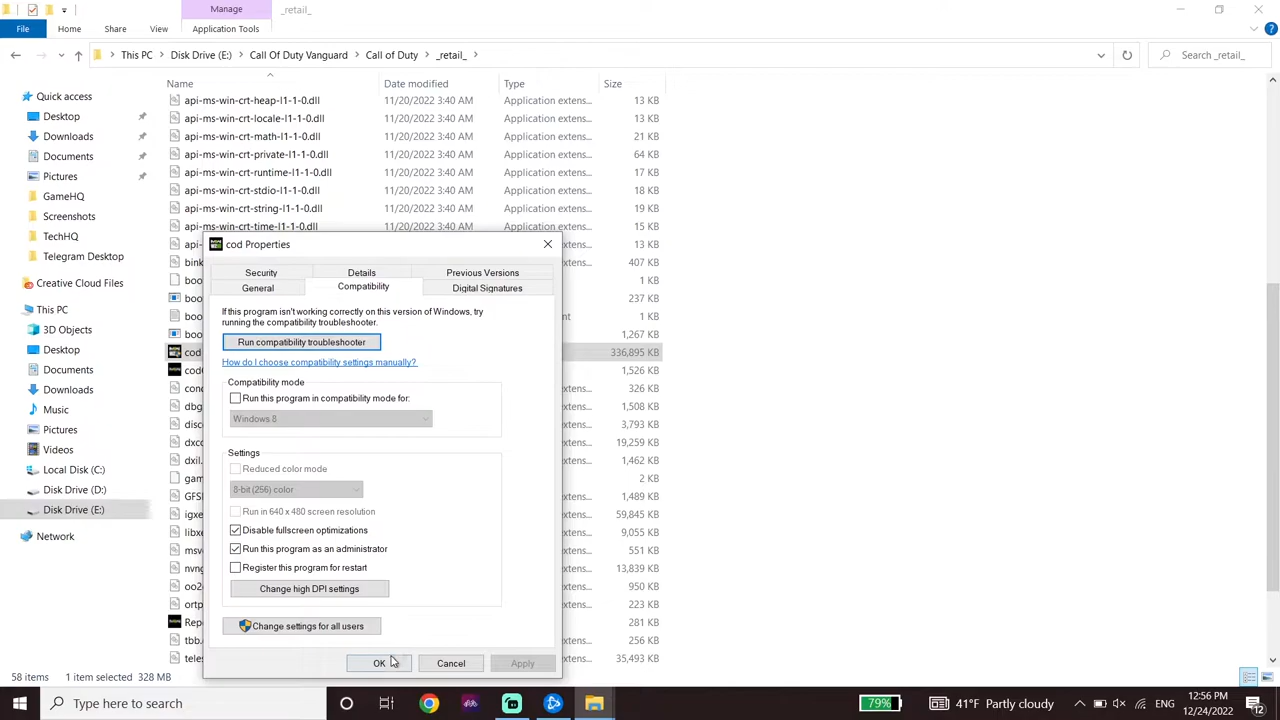 Manage
_retail_
File
Home
Share
View
Application Tools
This PC
Disk Drive (E:)
Call Of Duty Vanguard
Call of Duty
_retail_
Search _retail_
Name
Date modified
Type
Size
Quick access
Desktop
Downloads
Documents
Pictures
GameHQ
Screenshots
TechHQ
Telegram Desktop
Creative Cloud Files
This PC
3D Objects
Desktop
Documents
Downloads
Music
Pictures
Videos
Local Disk (C:)
Disk Drive (D:)
Disk Drive (E:)
Network
api-ms-win-crt-heap-l1-1-0.dll 11/20/2022 3:40 AM Application extens... 13 KB
api-ms-win-crt-locale-l1-1-0.dll 11/20/2022 3:40 AM Application extens... 13 KB
api-ms-win-crt-math-l1-1-0.dll 11/20/2022 3:40 AM Application extens... 21 KB
api-ms-win-crt-private-l1-1-0.dll 11/20/2022 3:40 AM Application extens... 64 KB
api-ms-win-crt-runtime-l1-1-0.dll 11/20/2022 3:40 AM Application extens... 17 KB
api-ms-win-crt-stdio-l1-1-0.dll 11/20/2022 3:40 AM Application extens... 18 KB
api-ms-win-crt-string-l1-1-0.dll 11/20/2022 3:40 AM Application extens... 19 KB
api-ms-win-crt-time-l1-1-0.dll 11/20/2022 3:40 AM Application extens... 15 KB
13 KB
407 KB
1 KB
237 KB
1 KB
1,267 KB
cod 336,895 KB
1,526 KB
326 KB
1,508 KB
3,793 KB
19,259 KB
1,462 KB
2 KB
1,489 KB
59,845 KB
9,055 KB
551 KB
13,839 KB
950 KB
223 KB
281 KB
256 KB
35,493 KB
cod Properties
Security
Details
Previous Versions
General
Compatibility
Digital Signatures
If this program isn't working correctly on this version of Windows, try
running the compatibility troubleshooter.
Run compatibility troubleshooter
How do I choose compatibility settings manually?
Compatibility mode
Run this program in compatibility mode for:
Windows 8
Settings
Reduced color mode
8-bit (256) color
Run in 640 x 480 screen resolution
Disable fullscreen optimizations
Run this program as an administrator
Register this program for restart
Change high DPI settings
Change settings for all users
OK
Cancel
Apply
58 items
1 item selected 328 MB
Type here to search
79%
41°F Partly cloudy
ENG
12:56 PM
12/24/2022
12